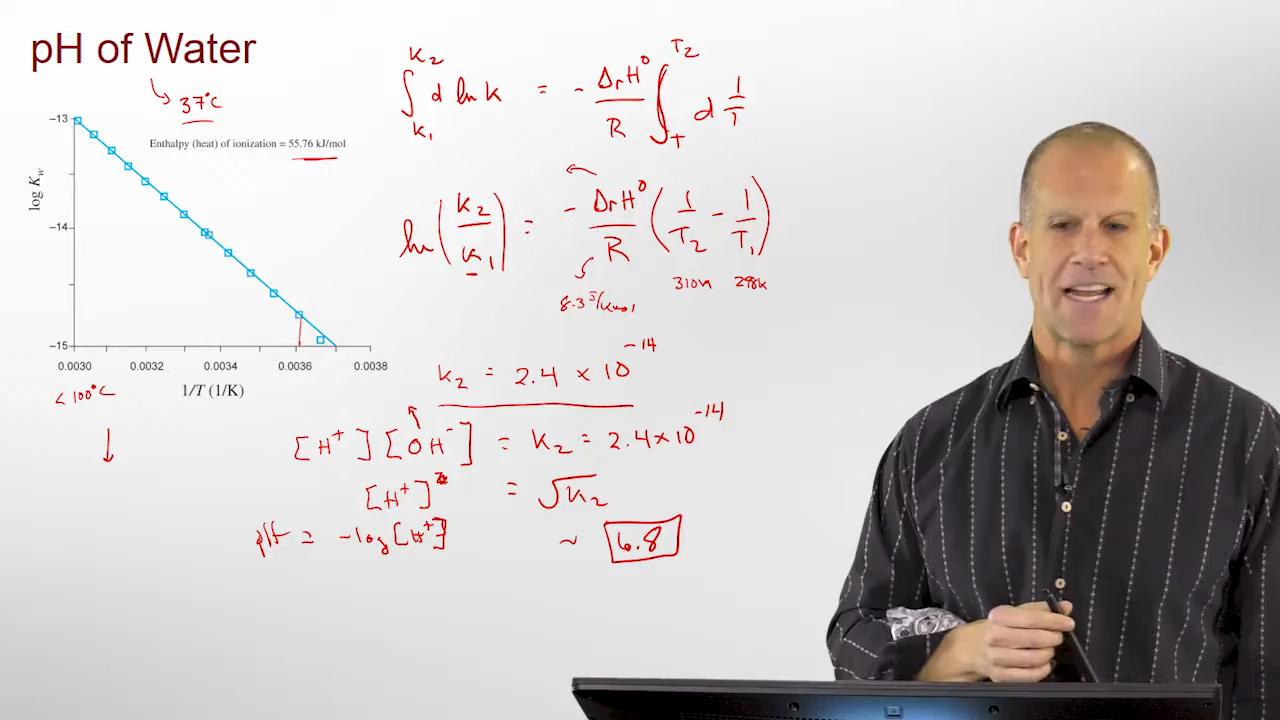 pH of Water
37°C
−13
Enthalpy (heat) of ionization = 55.76 kJ/mol
log Kw
−14
−15
0.0030 0.0032 0.0034 0.0036 0.0038
1/T (1/K)
< 100°C
∫ K2 K1 d ln K = - ΔrH° / R ∫ T2 T d 1/T
ln ( K2 / K1 ) = - ΔrH° / R ( 1/T2 - 1/T1 )
310K 298K
K2 = 2.4 × 10^-14
[H+][OH-] = K2 = 2.4 × 10^-14
[H+] = √K2
pH = -log[H+] ~ 6.8